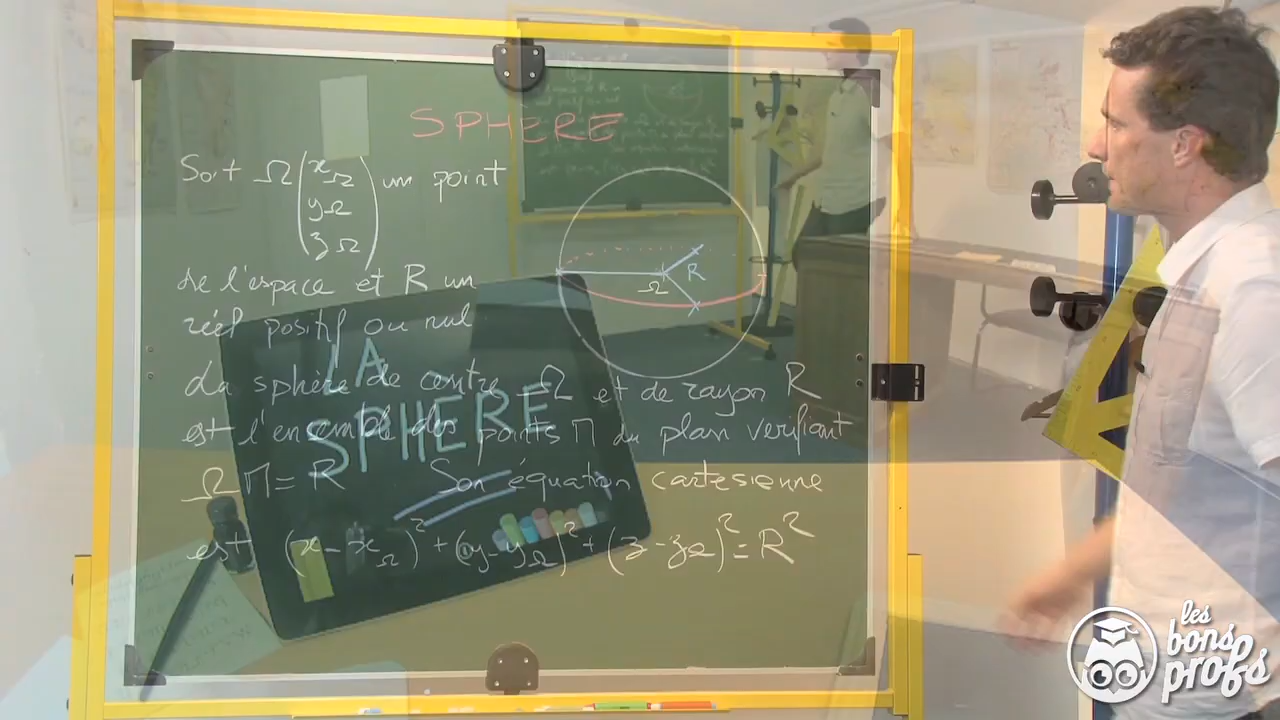 SPHERE
Soit Ω (xΩ yΩ zΩ) un point
de l'espace et R un
réel positif ou nul
La sphère de centre Ω et de rayon R
est l'ensemble des points M du plan vérifiant
Ω M = R Son équation cartésienne
est (x - xΩ)² + (y - yΩ)² + (z - zΩ)² = R²
Ω R
LA
SPHERE
les
bons
profs